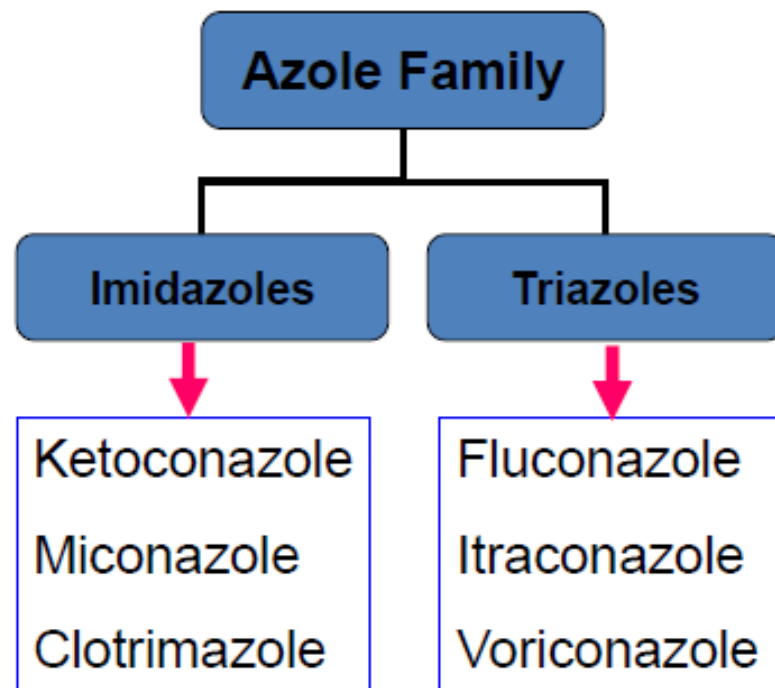 Azole Family
Imidazoles
Triazoles
Ketoconazole
Miconazole
Clotrimazole
Fluconazole
Itraconazole
Voriconazole